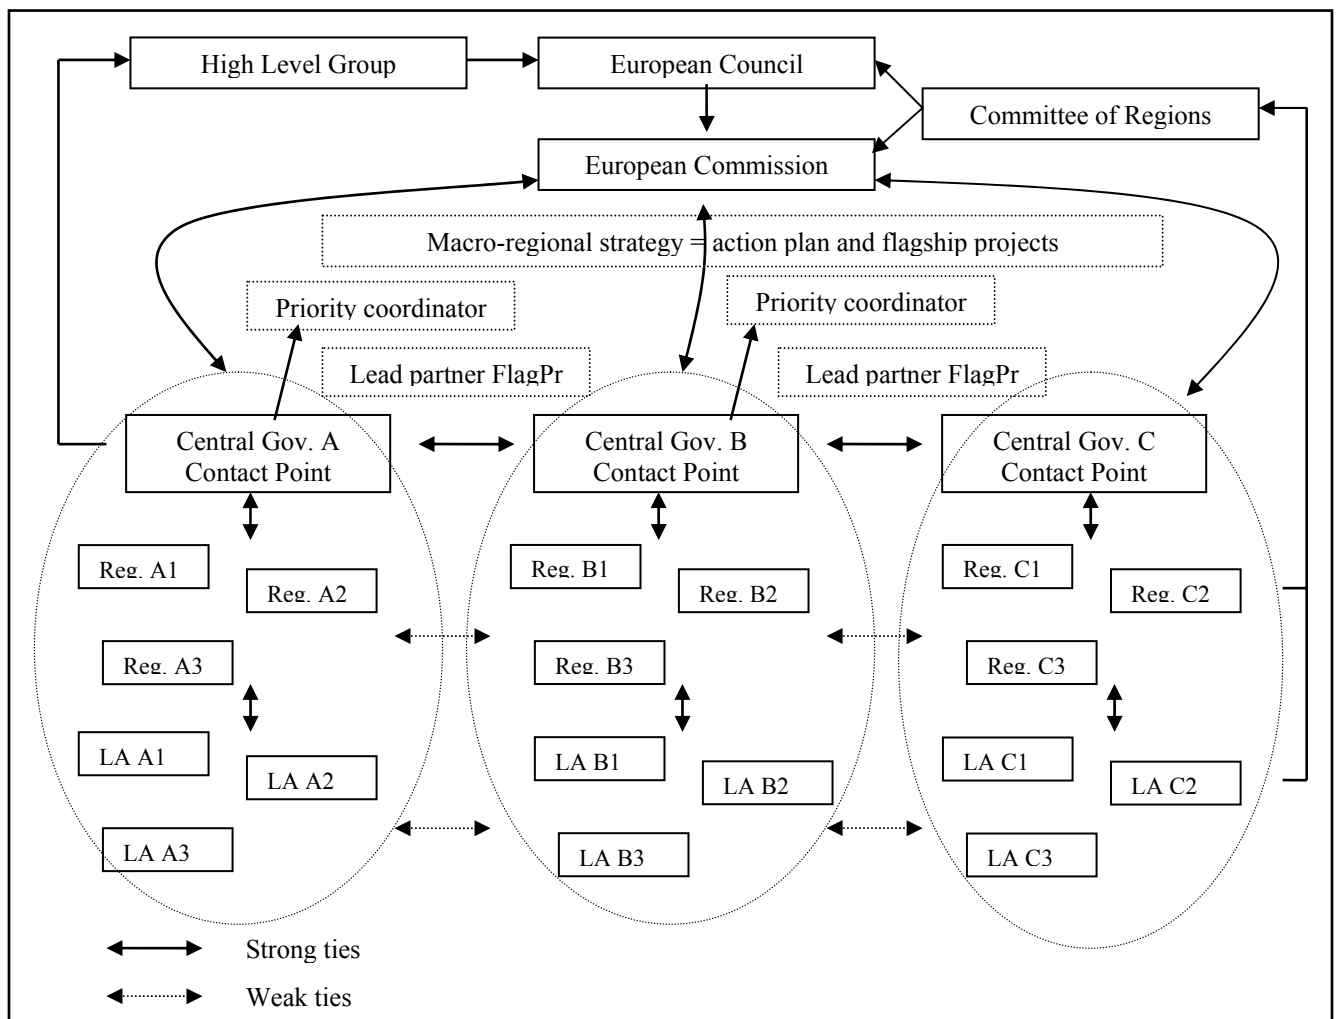 High Level Group
European Council
Committee of Regions
European Commission
Macro-regional strategy = action plan and flagship projects
Priority coordinator
Priority coordinator
Lead partner FlagPr
Lead partner FlagPr
Central Gov. A
Contact Point
Central Gov. B
Contact Point
Central Gov. C
Contact Point
Reg. A1
Reg. A2
Reg. A3
LA A1
LA A2
LA A3
Reg. B1
Reg. B2
Reg. B3
LA B1
LA B2
LA B3
Reg. C1
Reg. C2
Reg. C3
LA C1
LA C2
LA C3
Strong ties
Weak ties